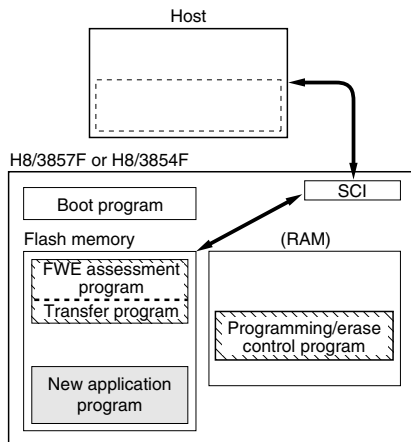 Host
H8/3857F or H8/3854F
SCI
Boot program
Flash memory
(RAM)
FWE assessment
program
Transfer program
Programming/erase
control program
New application
program